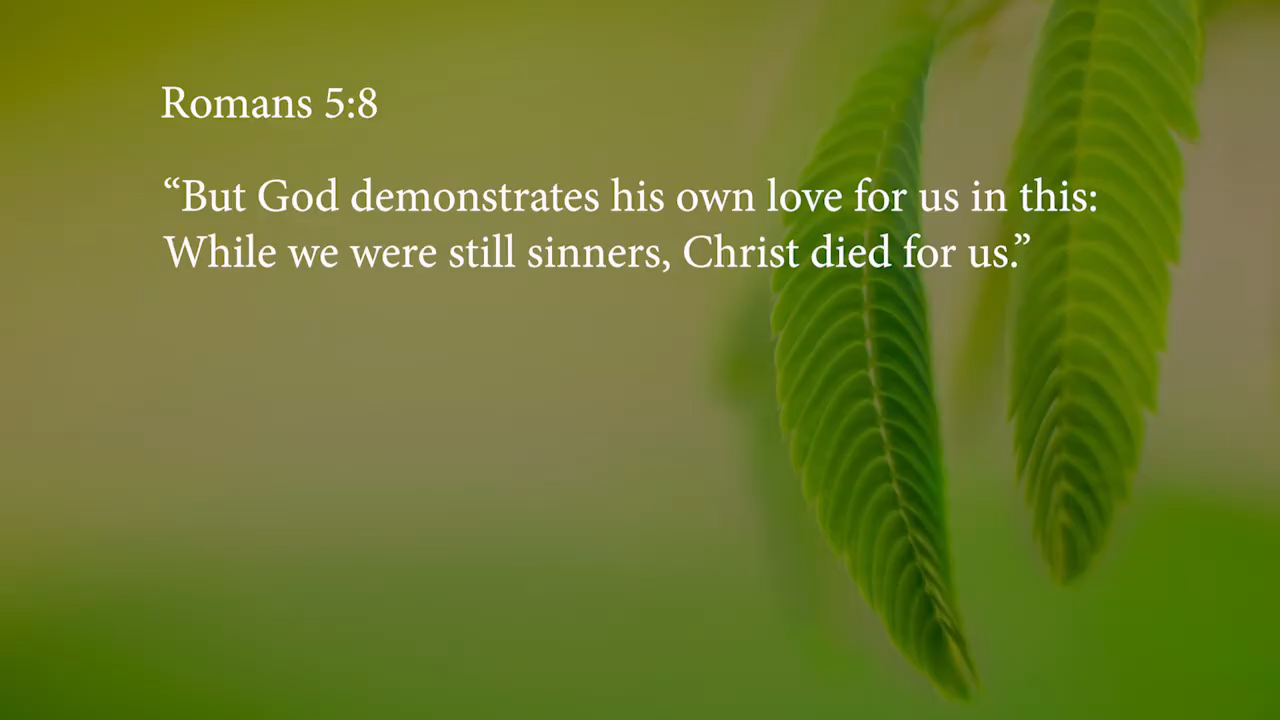 Romans 5:8
“But God demonstrates his own love for us in this:
While we were still sinners, Christ died for us.”